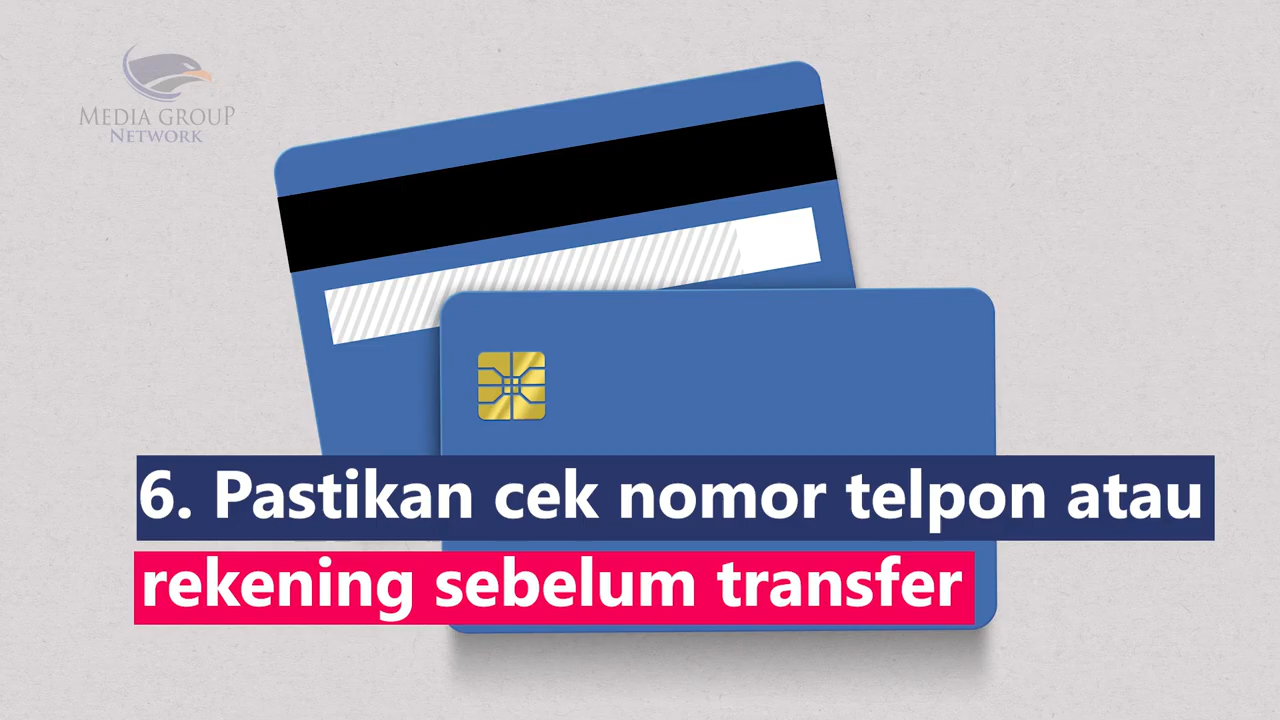 MEDIA GROUP
NETWORK
6. Pastikan cek nomor telpon atau
rekening sebelum transfer